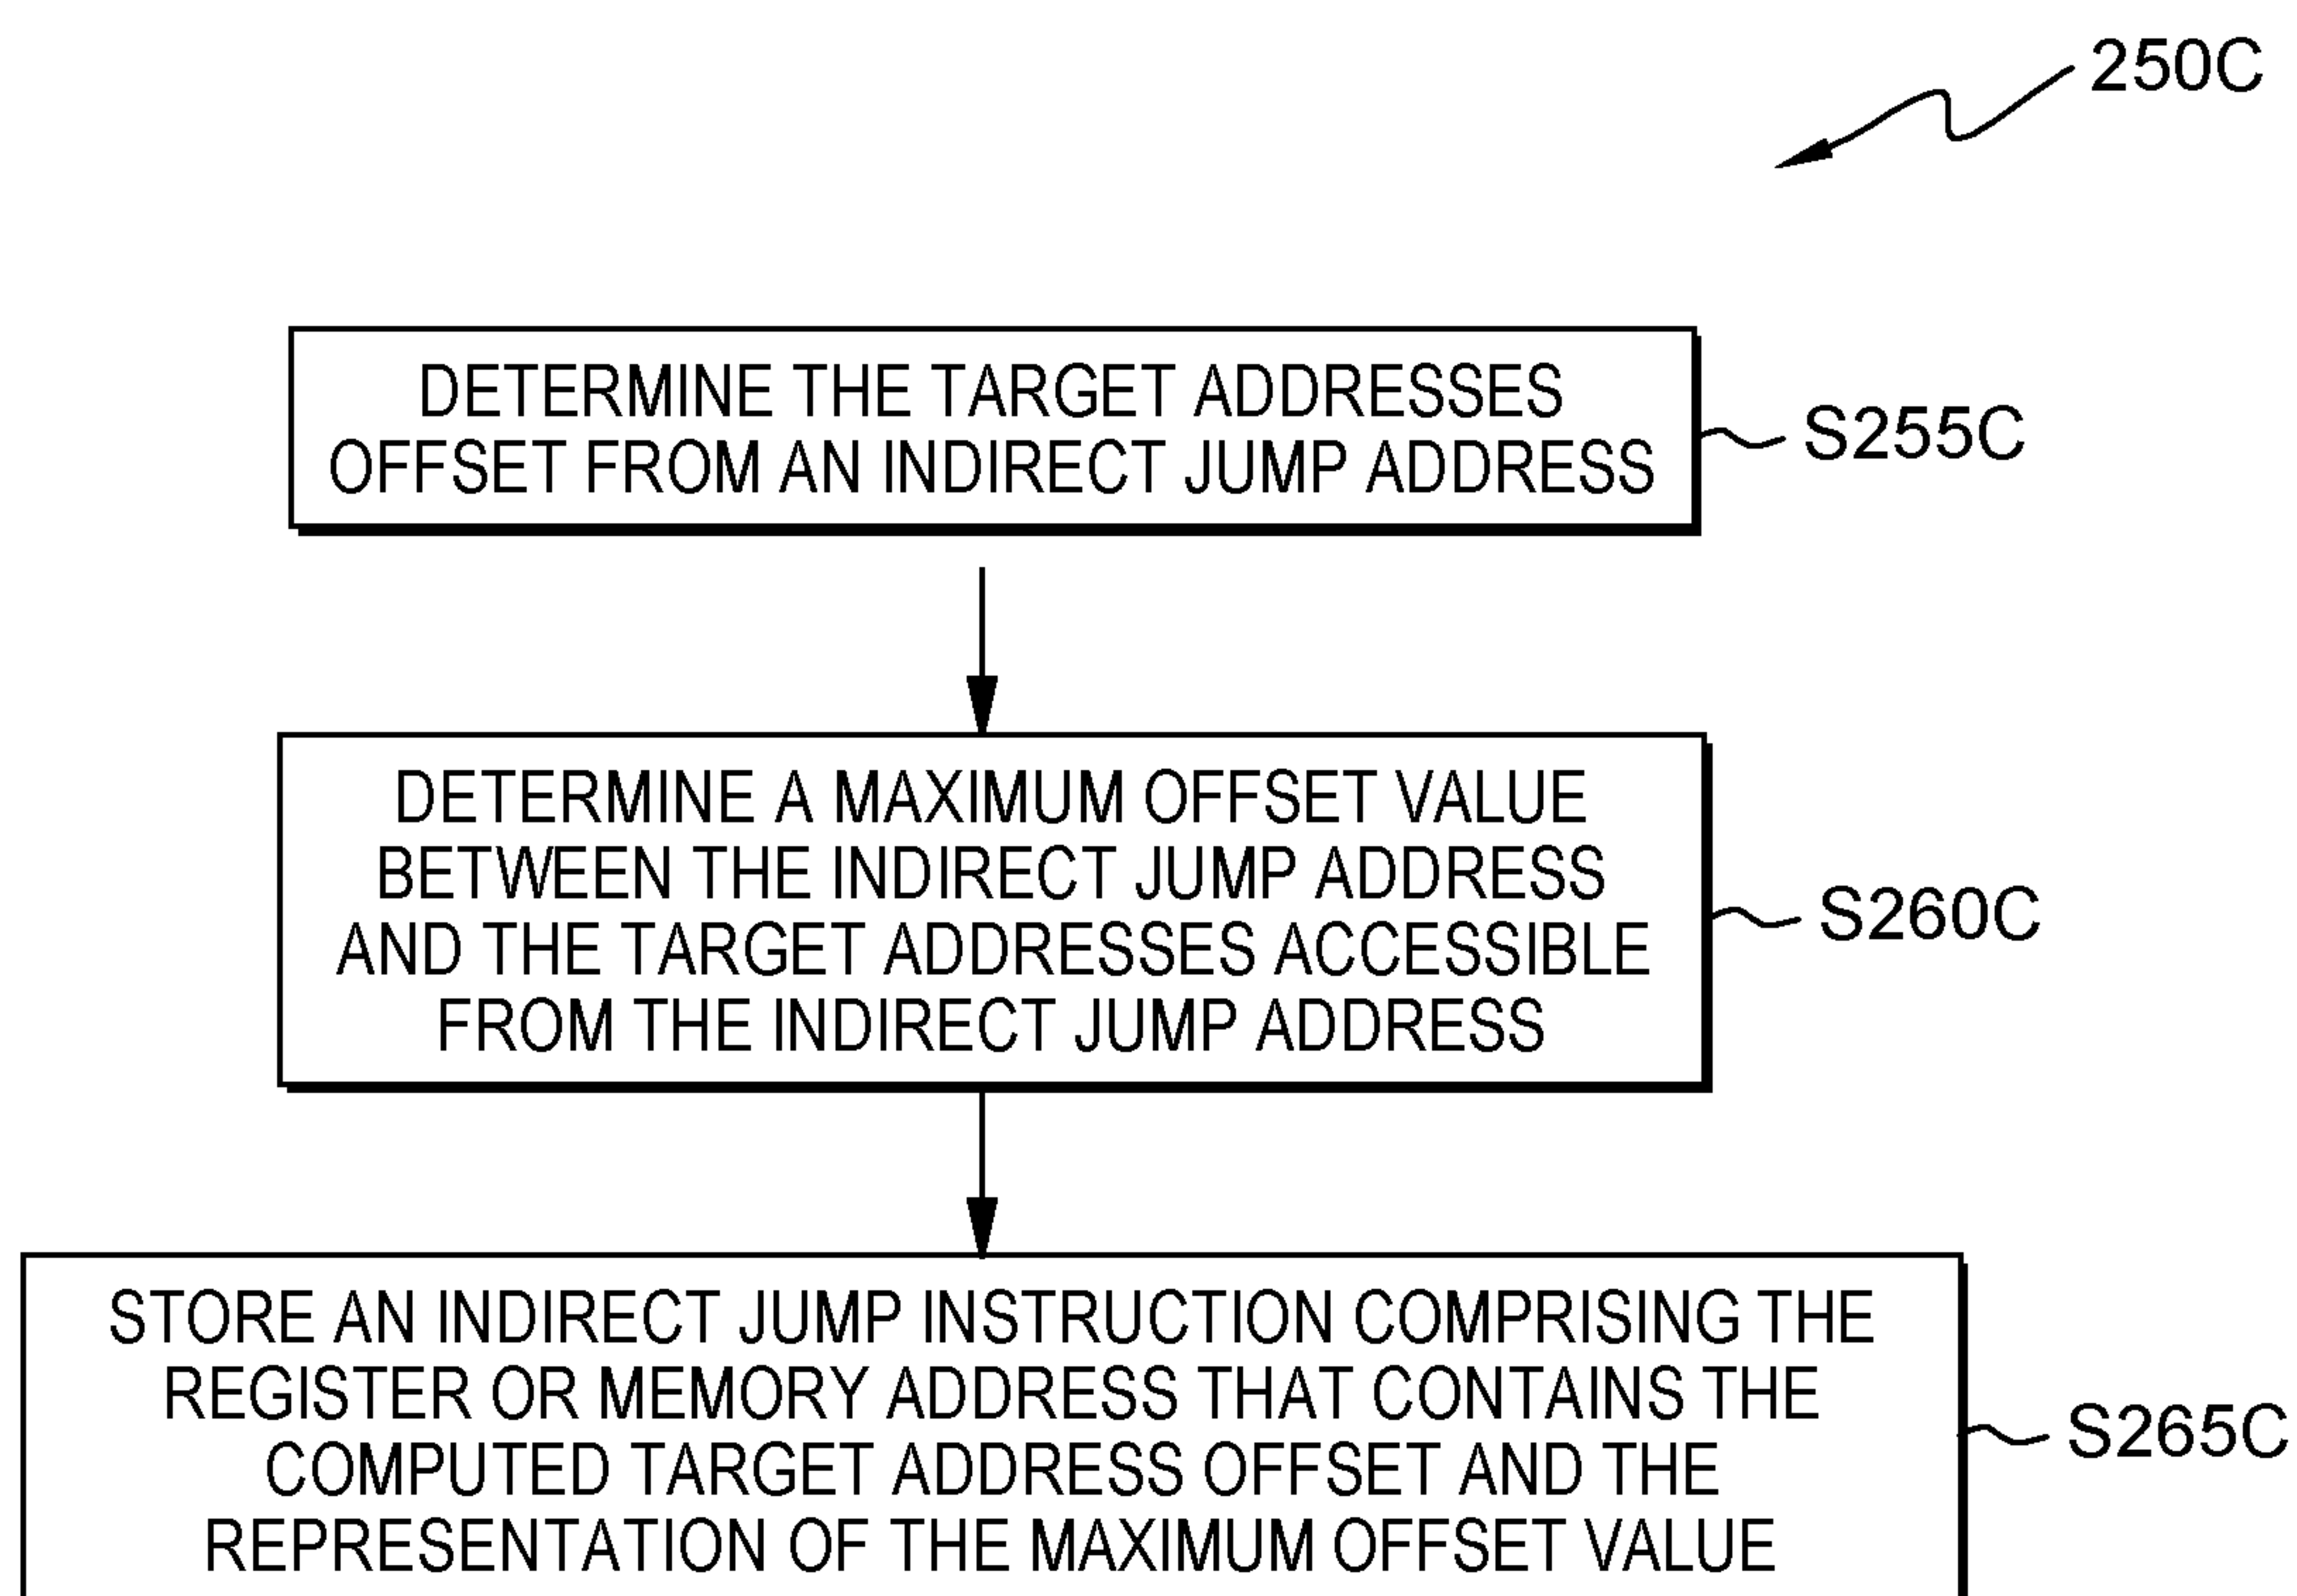 250C
DETERMINE THE TARGET ADDRESSES
OFFSET FROM AN INDIRECT JUMP ADDRESS
S255C
DETERMINE A MAXIMUM OFFSET VALUE
BETWEEN THE INDIRECT JUMP ADDRESS
AND THE TARGET ADDRESSES ACCESSIBLE
FROM THE INDIRECT JUMP ADDRESS
S260C
STORE AN INDIRECT JUMP INSTRUCTION COMPRISING THE
REGISTER OR MEMORY ADDRESS THAT CONTAINS THE
COMPUTED TARGET ADDRESS OFFSET AND THE
REPRESENTATION OF THE MAXIMUM OFFSET VALUE
S265C